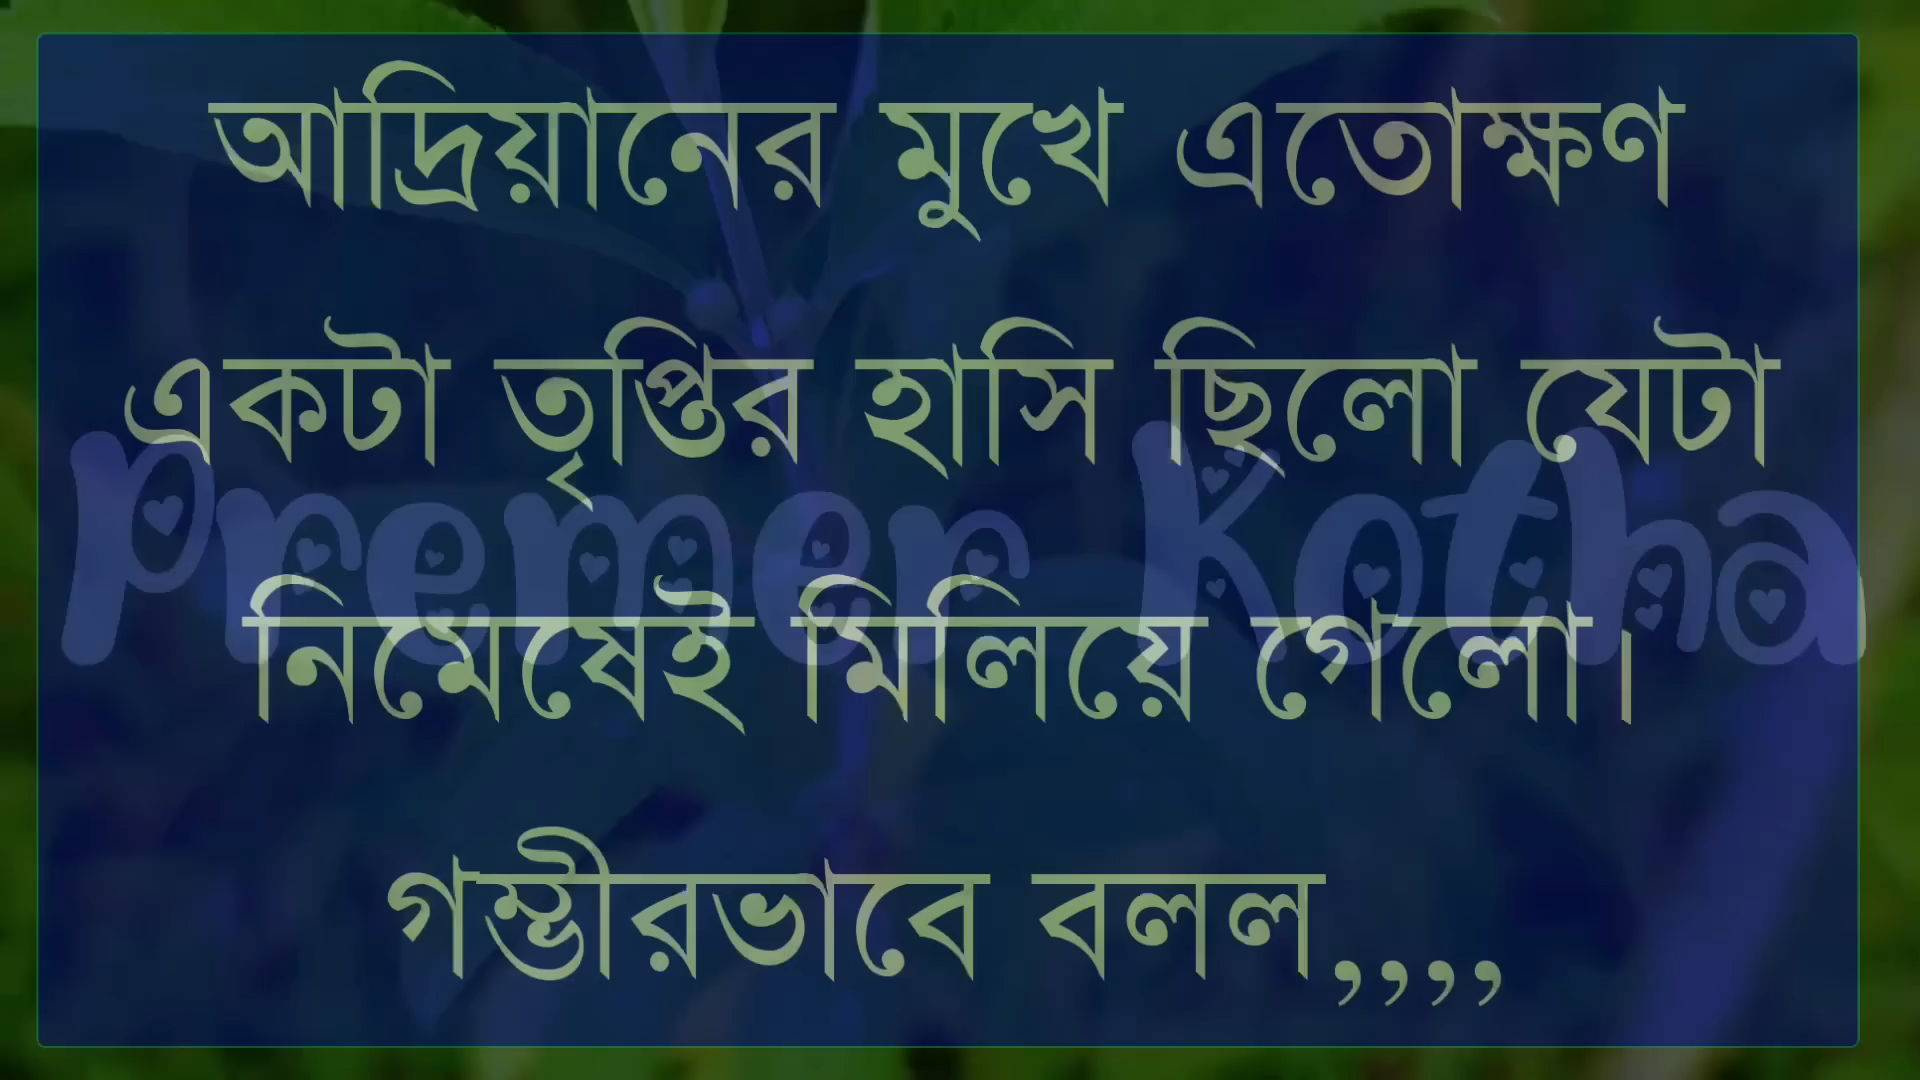 আদ্রিয়ানের মুখে এতোক্ষণ
একটা তৃপ্তির হাসি ছিলো যেটা
Premer Kotha
নিমেষেই মিলিয়ে গেলো।
গম্ভীরভাবে বলল,,,,